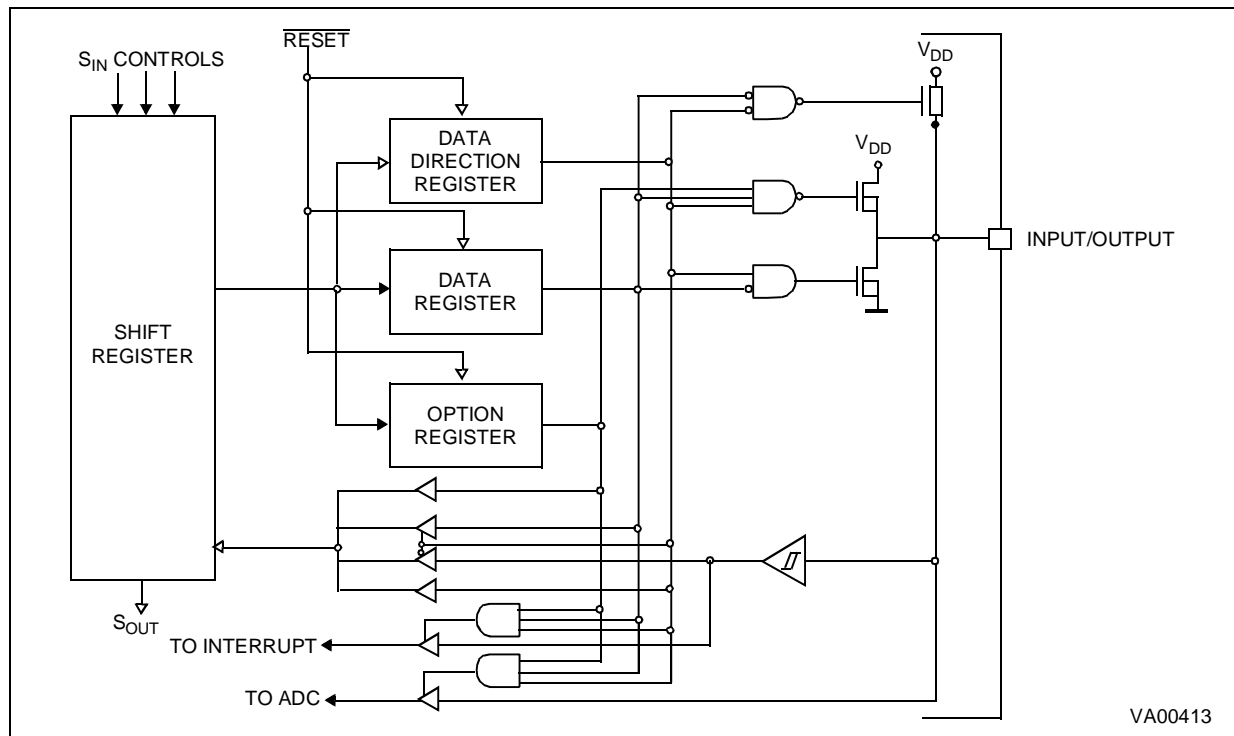 RESET
S_IN CONTROLS
V_DD
DATA
DIRECTION
REGISTER
V_DD
INPUT/OUTPUT
DATA
REGISTER
SHIFT
REGISTER
OPTION
REGISTER
S_OUT
TO INTERRUPT
TO ADC
VA00413